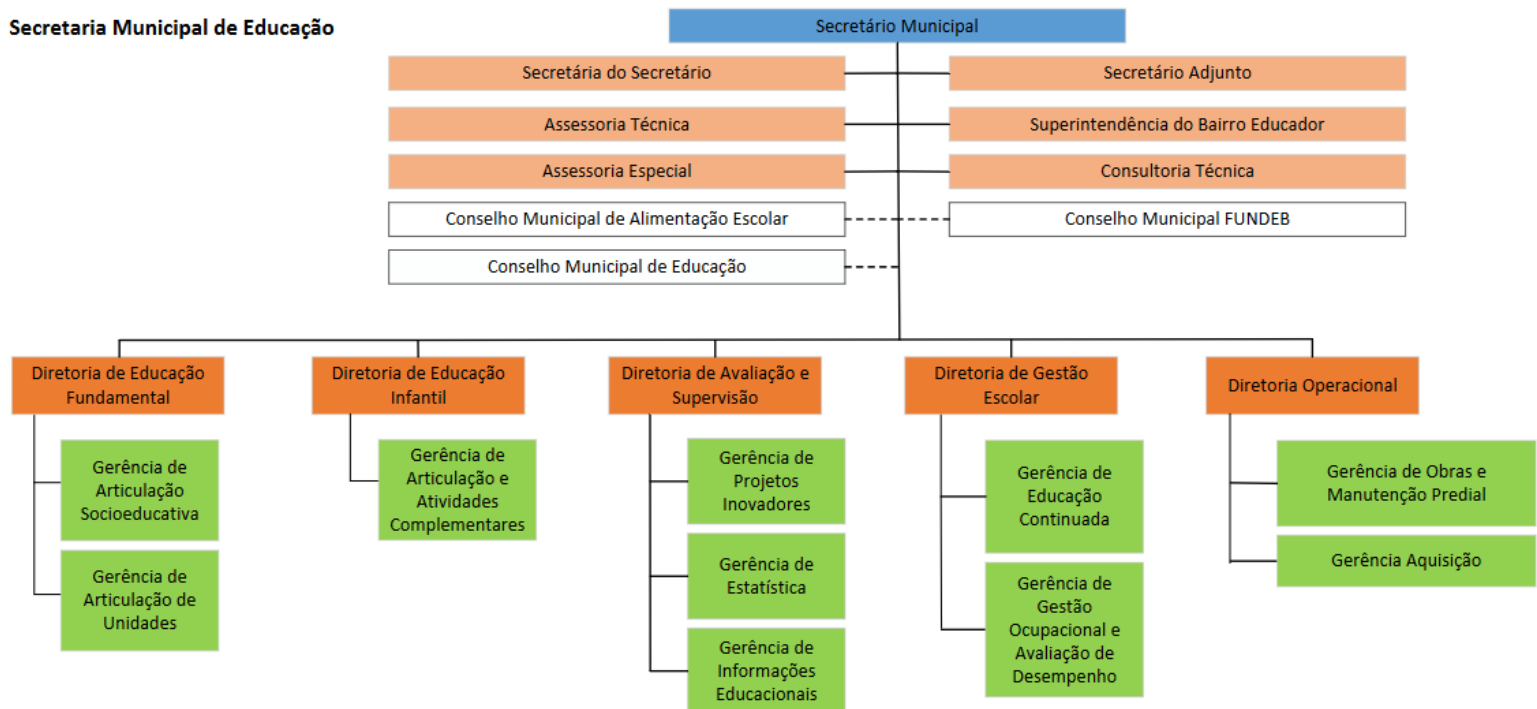 Secretaria Municipal de Educação
Secretário Municipal
Secretária do Secretário
Secretário Adjunto
Assessoria Técnica
Superintendência do Bairro Educador
Assessoria Especial
Consultoria Técnica
Conselho Municipal de Alimentação Escolar
Conselho Municipal FUNDEB
Conselho Municipal de Educação
Diretoria de Educação
Fundamental
Gerência de
Articulação
Socioeducativa
Gerência de
Articulação de
Unidades
Diretoria de Educação
Infantil
Gerência de
Articulação e
Atividades
Complementares
Diretoria de Avaliação e
Supervisão
Gerência de
Projetos
Inovadores
Gerência de
Estatística
Gerência de
Informações
Educacionais
Diretoria de Gestão
Escolar
Gerência de
Educação
Continuada
Gerência de
Gestão
Ocupacional e
Avaliação de
Desempenho
Diretoria Operacional
Gerência de Obras e
Manutenção Predial
Gerência Aquisição